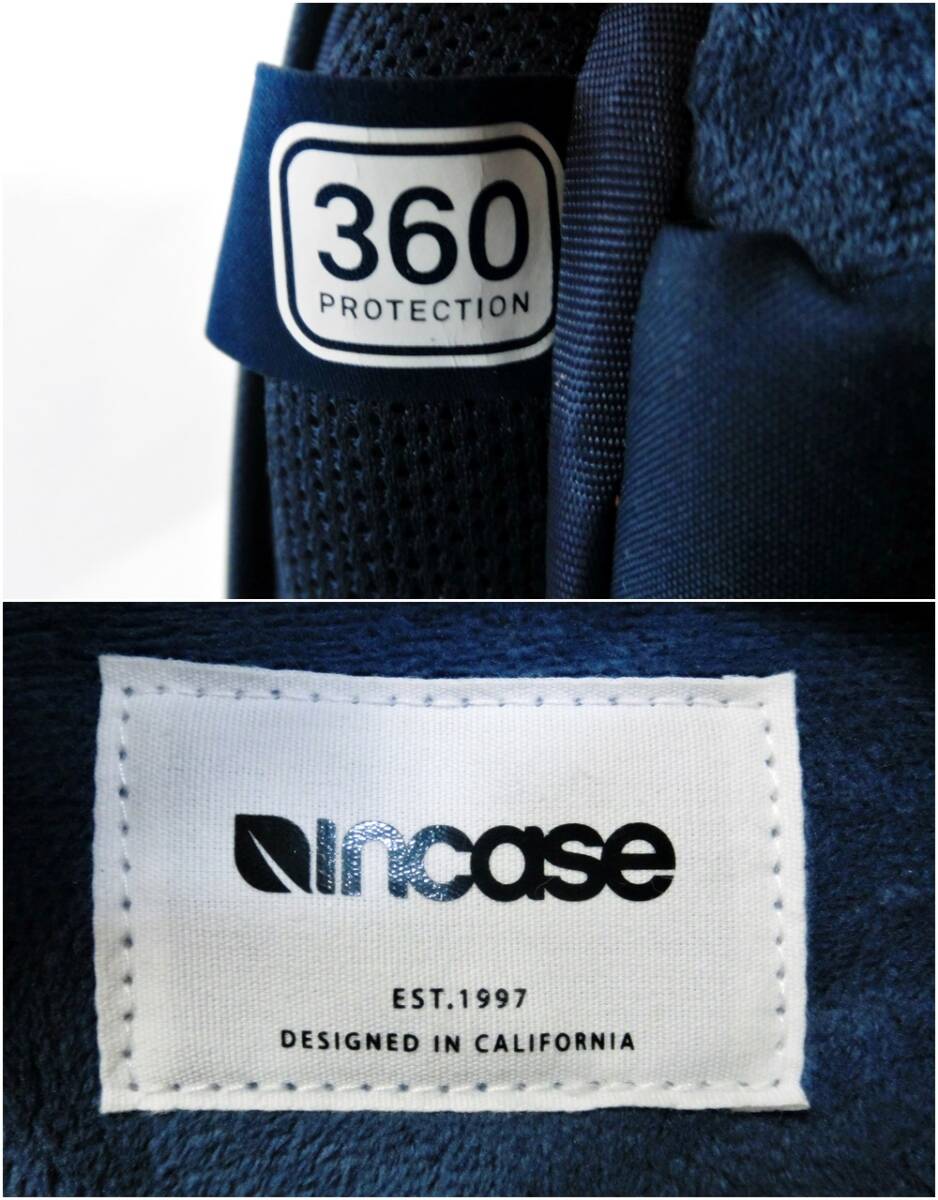 360
PROTECTION
incase
EST.1997
DESIGNED IN CALIFORNIA